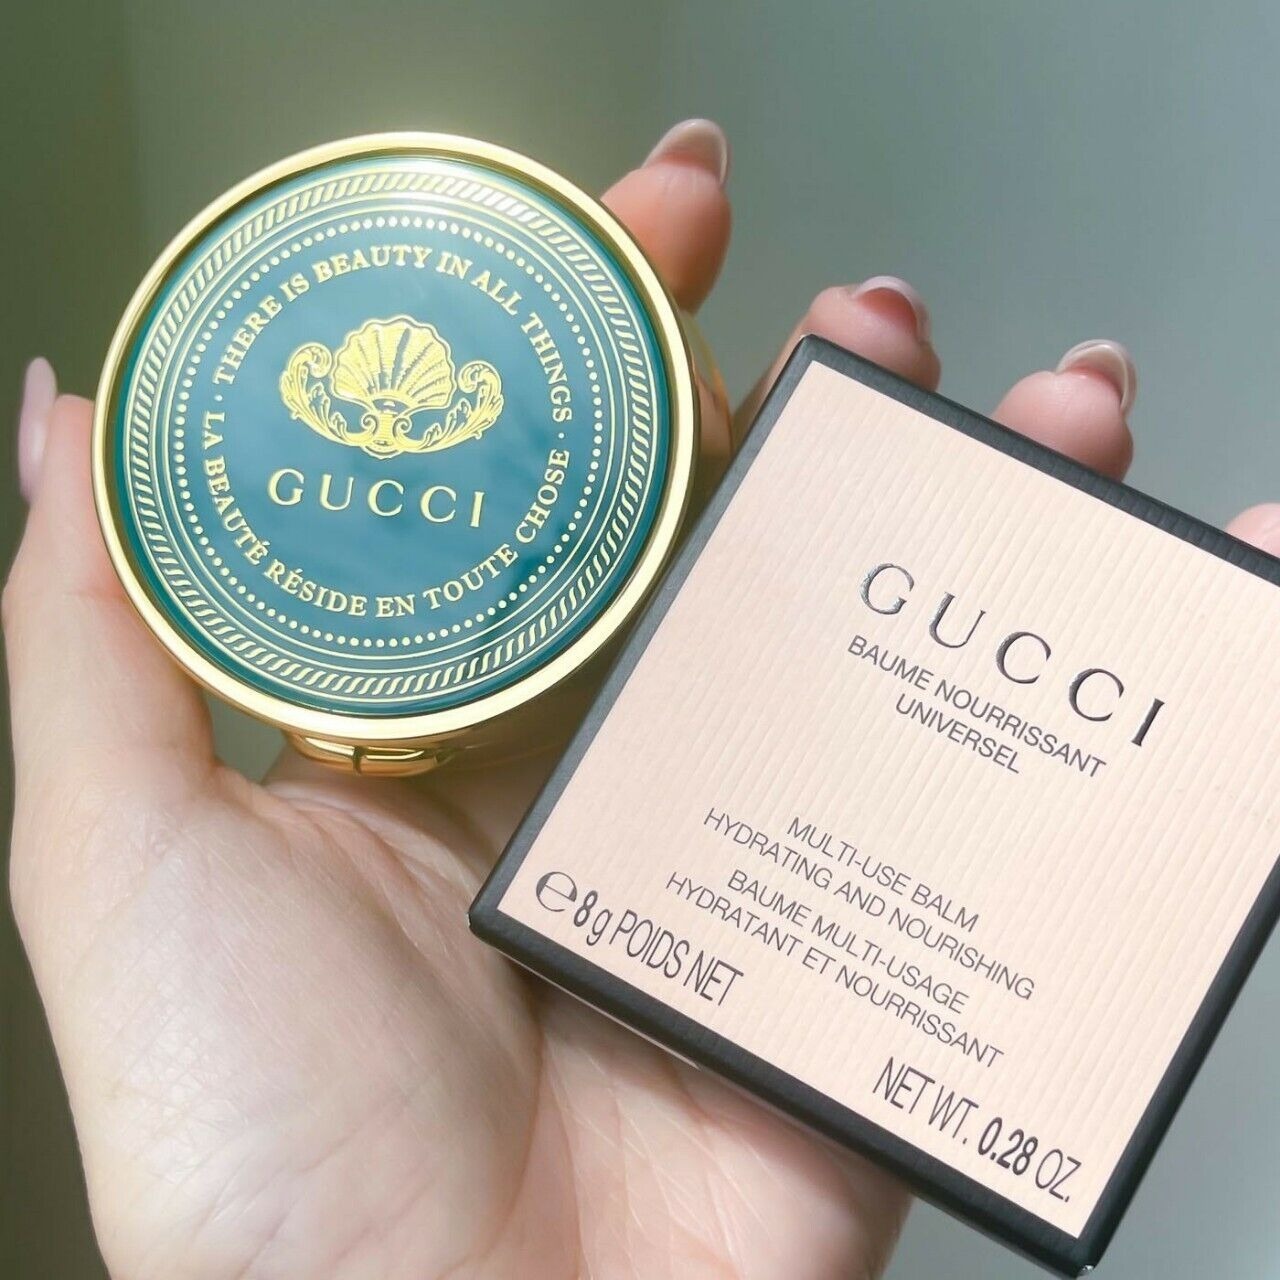 · THERE IS BEAUTY IN ALL THINGS ·
LA BEAUTÉ RÉSIDE EN TOUTE CHOSE
GUCCI
GUCCI
BAUME NOURRISSANT
UNIVERSEL
MULTI-USE BALM
HYDRATING AND NOURISHING
BAUME MULTI-USAGE
HYDRATANT ET NOURRISSANT
℮8 g POIDS NET
NET WT. 0.28 OZ.